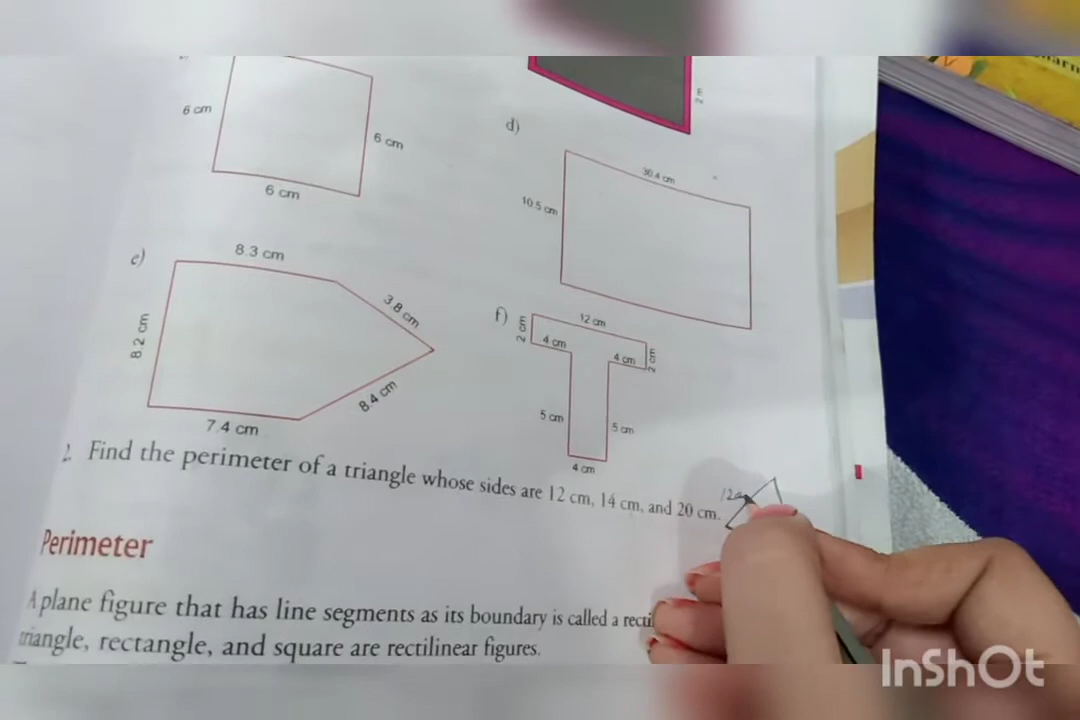 6 cm
6 cm
6 cm
d)
30.4 cm
10.5 cm
e)
8.3 cm
3.8 cm
8.2 cm
8.4 cm
7.4 cm
f)
12 cm
2 cm
4 cm
4 cm
2 cm
5 cm
5 cm
4 cm
2. Find the perimeter of a triangle whose sides are 12 cm, 14 cm, and 20 cm.
12
Perimeter
A plane figure that has line segments as its boundary is called a recti
triangle, rectangle, and square are rectilinear figures.
InShOt